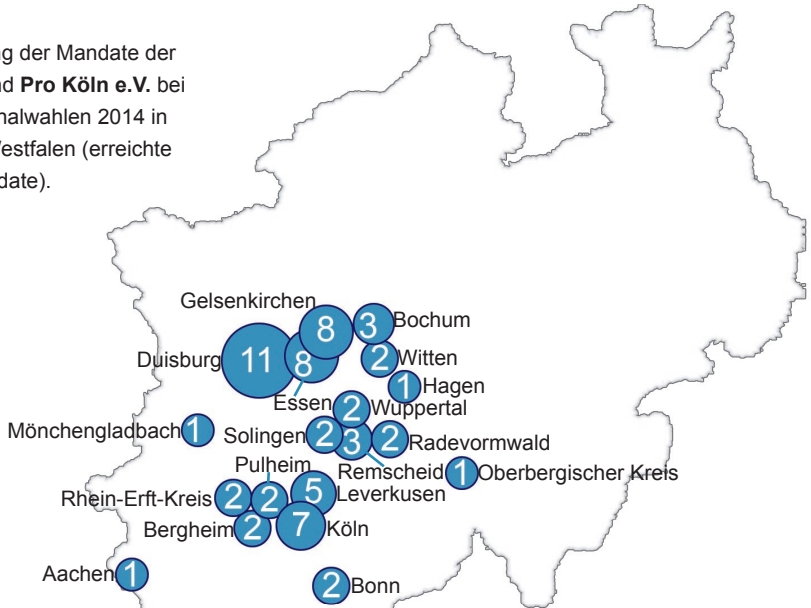 ng der Mandate der
nd Pro Köln e.V. bei
nalwahlen 2014 in
Vestfalen (erreichte
date).
Gelsenkirchen
8
3
Bochum
Duisburg
11
8
2
Witten
Essen
1
Hagen
2
Wuppertal
Mönchengladbach
1
Solingen
2
3
2
Radevormwald
Pulheim
Remscheid
1
Oberbergischer Kreis
Rhein-Erft-Kreis
2
2
5
Leverkusen
Bergheim
2
7
Köln
Aachen
1
2
Bonn